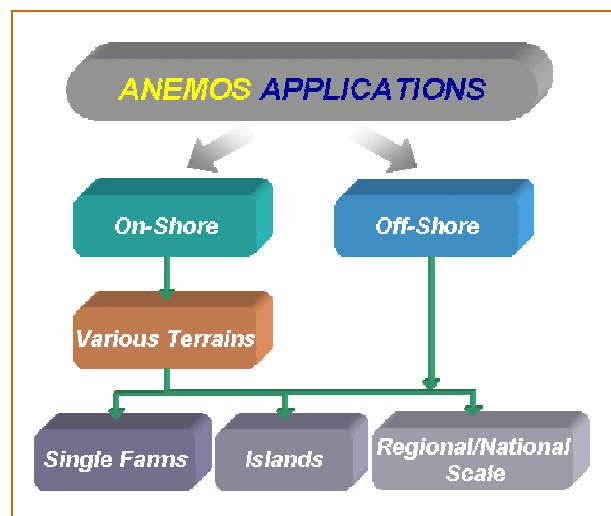 ANEMOS APPLICATIONS
On-Shore
Off-Shore
Various Terrains
Single Farms
Islands
Regional/National
Scale